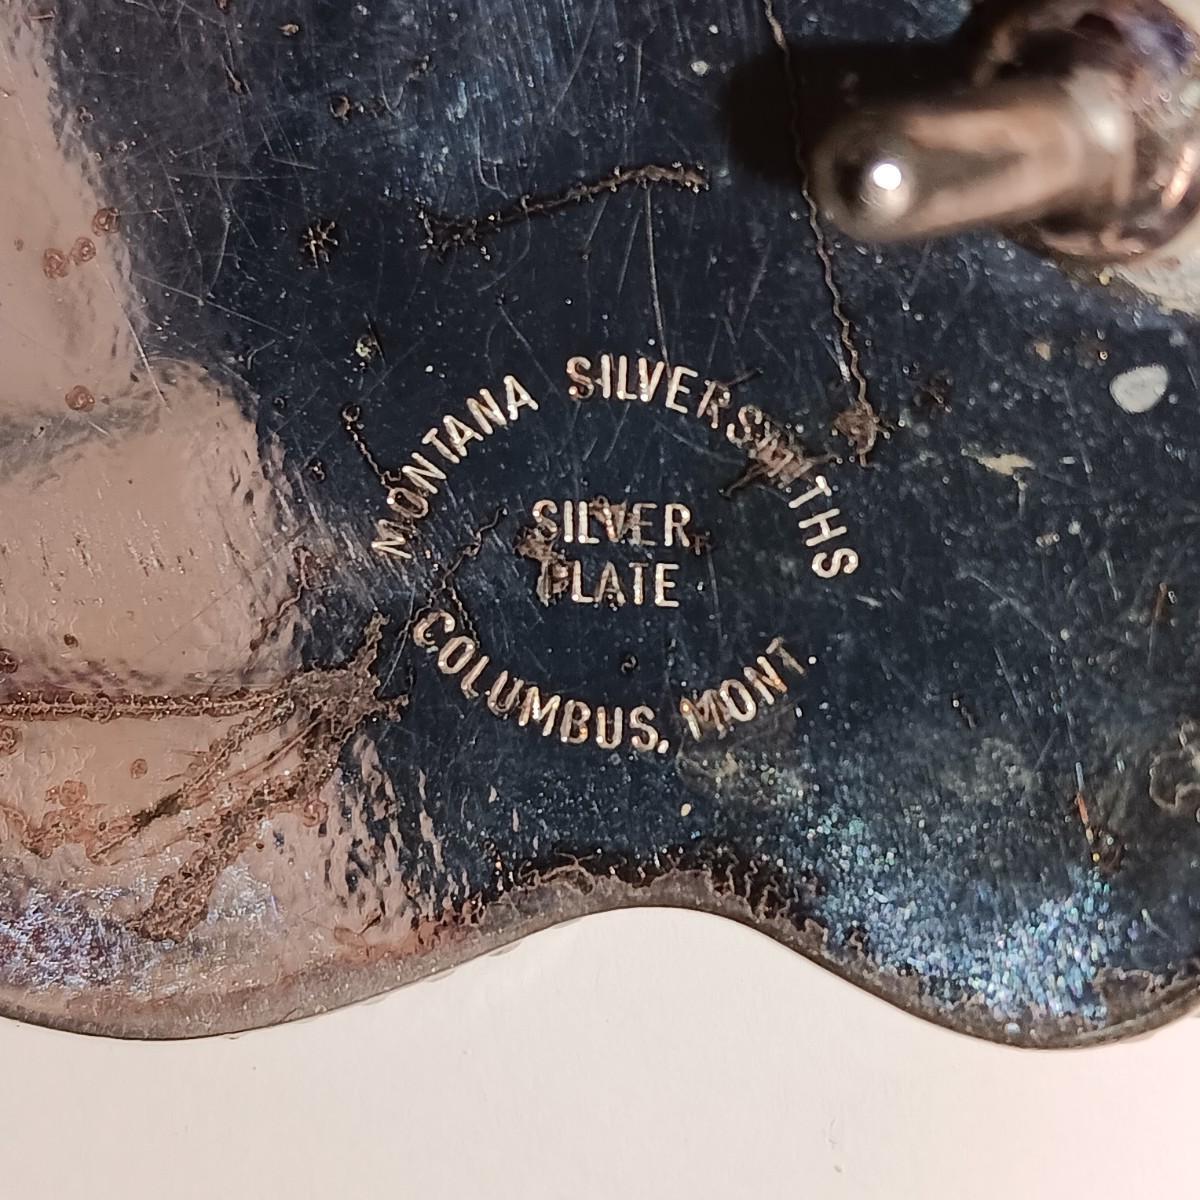 MONTANA SILVERSMITHS
SILVER
PLATE
COLUMBUS, MONT.